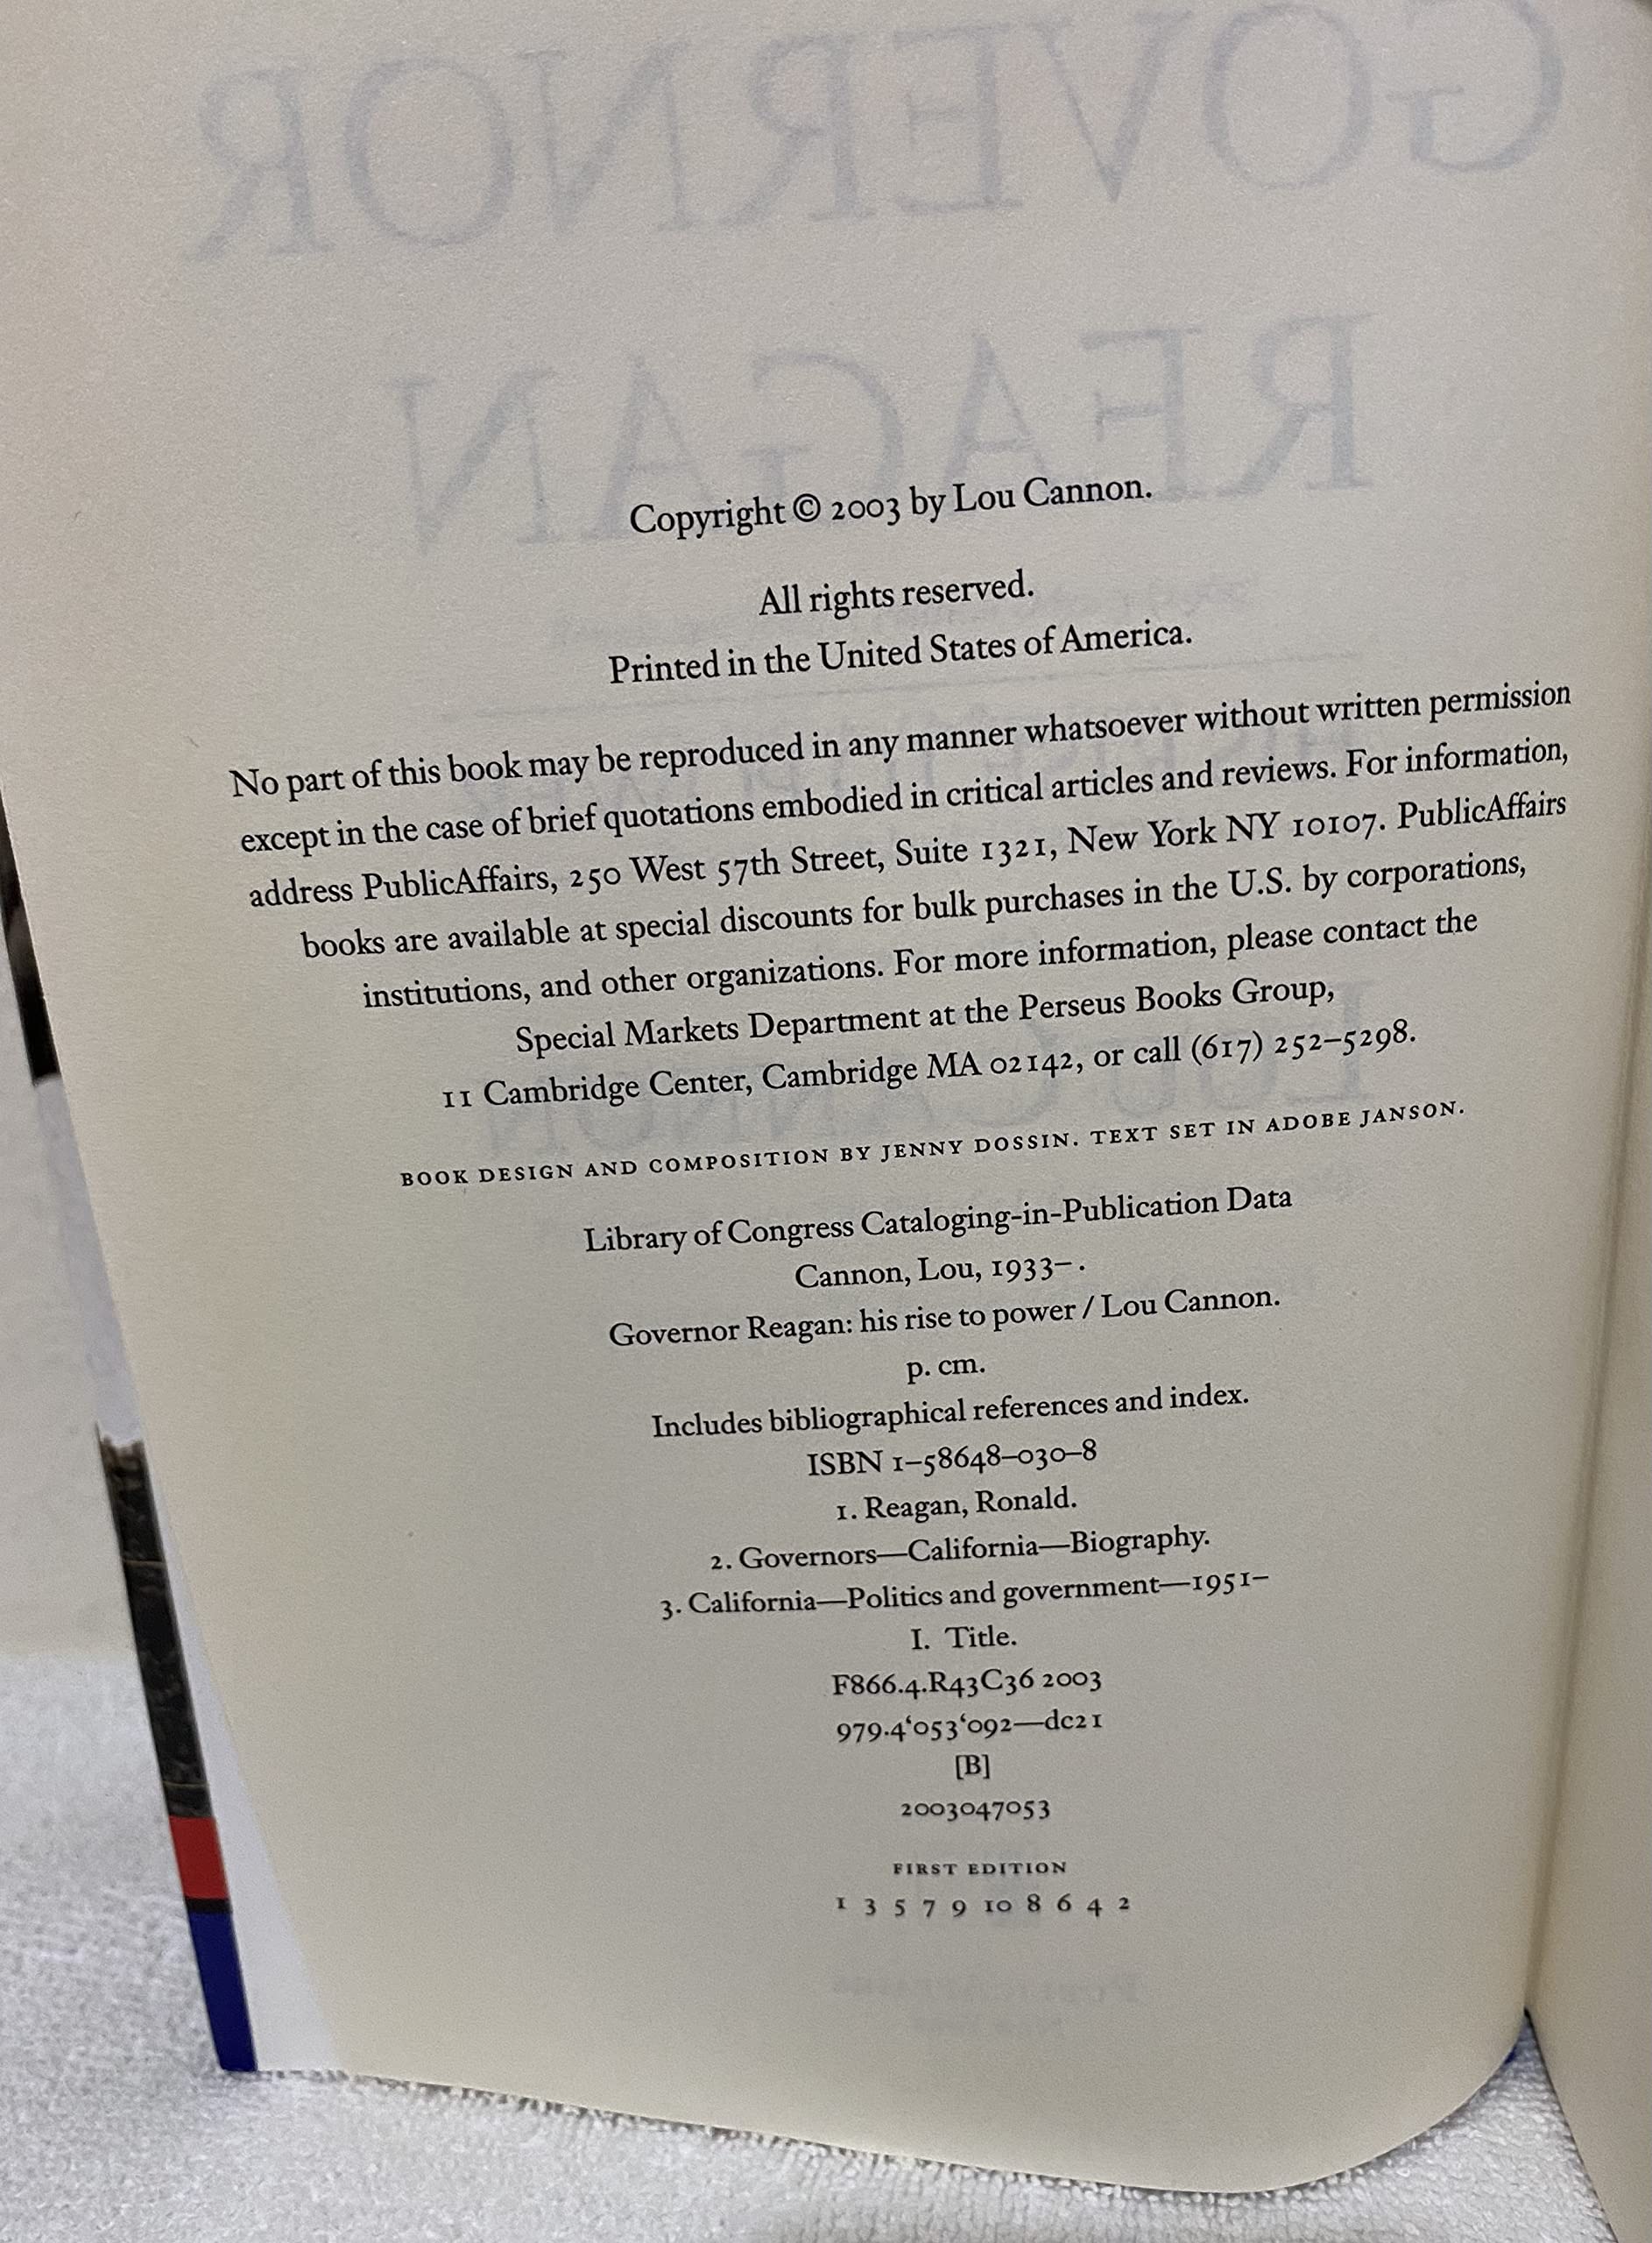 GOVERNOR
REAGAN
Copyright © 2003 by Lou Cannon.
All rights reserved.
Printed in the United States of America.
No part of this book may be reproduced in any manner whatsoever without written permission
except in the case of brief quotations embodied in critical articles and reviews. For information,
address PublicAffairs, 250 West 57th Street, Suite 1321, New York NY 10107. PublicAffairs
books are available at special discounts for bulk purchases in the U.S. by corporations,
institutions, and other organizations. For more information, please contact the
Special Markets Department at the Perseus Books Group,
11 Cambridge Center, Cambridge MA 02142, or call (617) 252–5298.
BOOK DESIGN AND COMPOSITION BY JENNY DOSSIN. TEXT SET IN ADOBE JANSON.
Library of Congress Cataloging-in-Publication Data
Cannon, Lou, 1933– .
Governor Reagan: his rise to power / Lou Cannon.
p. cm.
Includes bibliographical references and index.
ISBN 1–58648–030–8
1. Reagan, Ronald.
2. Governors—California—Biography.
3. California—Politics and government—1951–
I. Title.
F866.4.R43C36 2003
979.4‘053‘092—dc21
[B]
2003047053
FIRST EDITION
1 3 5 7 9 10 8 6 4 2